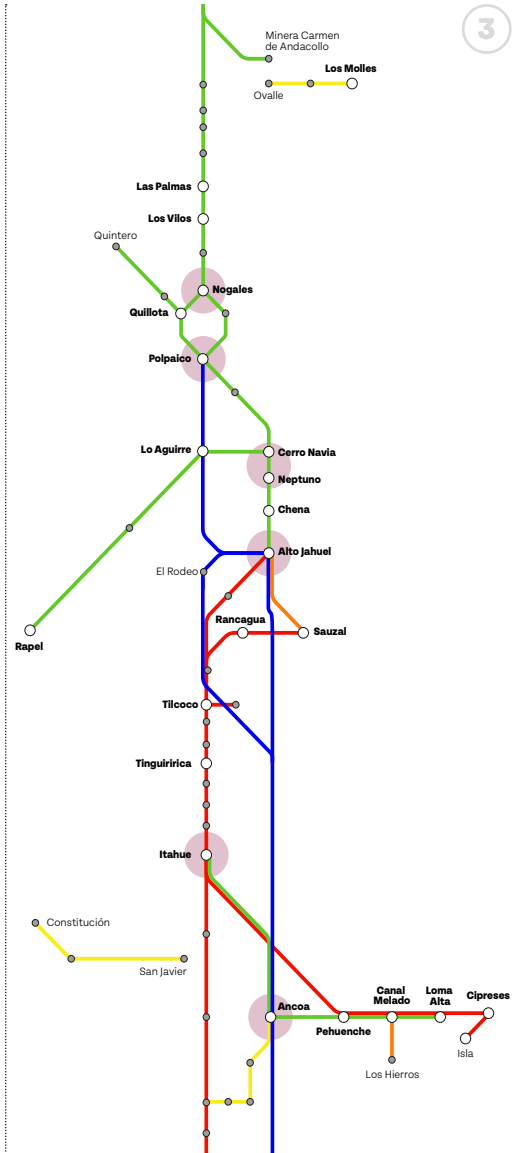 3
Minera Carmen
de Andacollo
Los Molles
Ovalle
Las Palmas
Los Vilos
Quintero
Nogales
Quillota
Polpaico
Lo Aguirre
Cerro Navia
Neptuno
Chena
Alto Jahuel
El Rodeo
Rancagua
Sauzal
Rapel
Tilcoco
Tinguiririca
Itahue
Constitución
San Javier
Ancoa
Canal
Melado
Loma
Alta
Cipreses
Pehuenche
Isla
Los Hierros